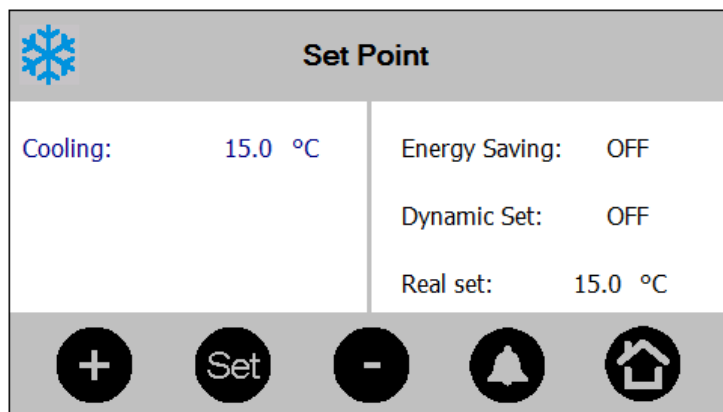 Set Point
Cooling: 15.0 °C
Energy Saving: OFF
Dynamic Set: OFF
Real set: 15.0 °C
+ Set -